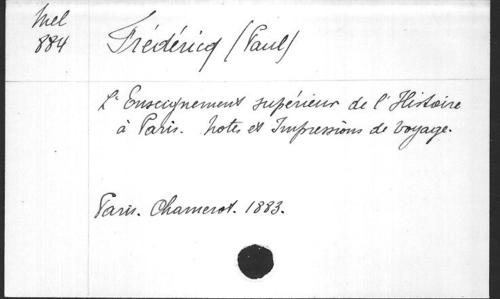 Mel
884
Frédéricq (Paul)
L'Enseignement supérieur de l'Histoire
à Paris. Notes et Impressions de voyage.
Paris. Chamerot. 1883.